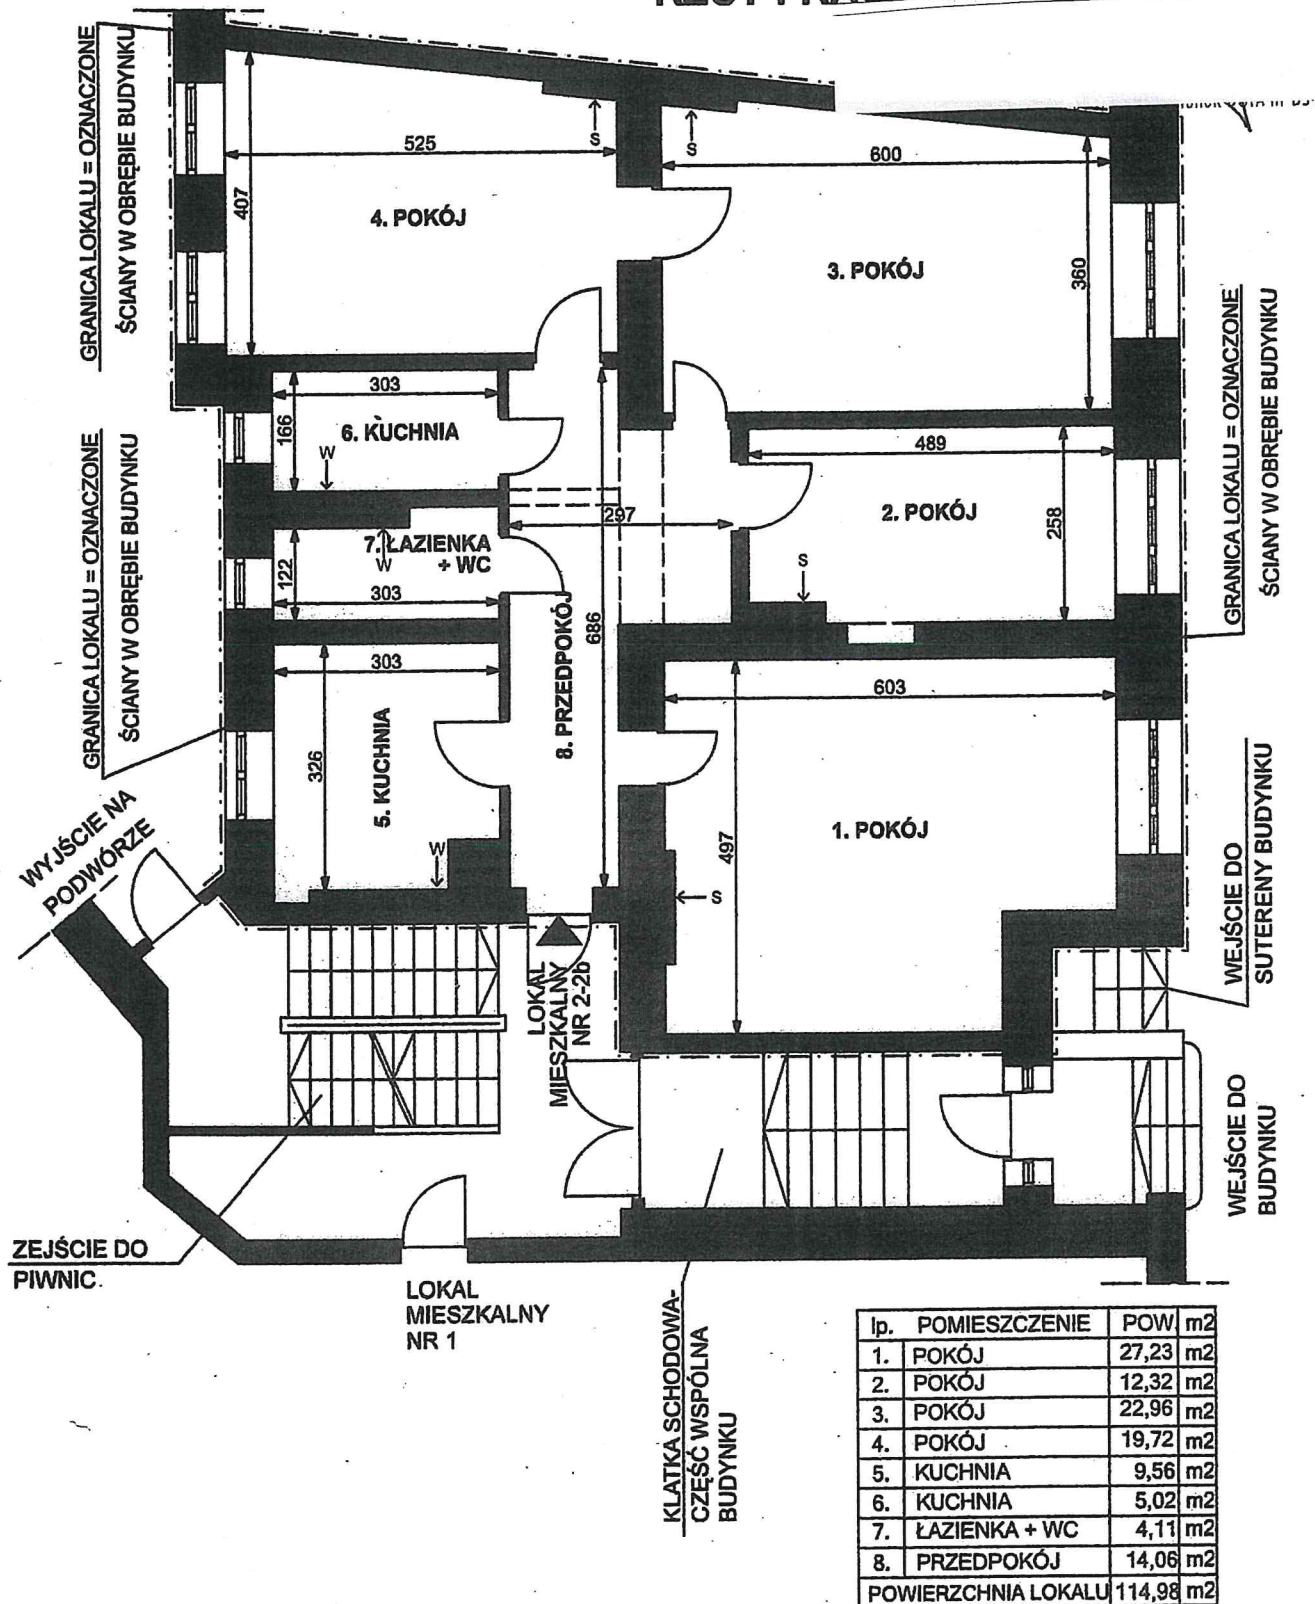 GRANICA LOKALU = OZNACZONE
ŚCIANY W OBRĘBIE BUDYNKU
407
525
S
4. POKÓJ
S
600
3. POKÓJ
360
303
166
6. KUCHNIA
W
489
2. POKÓJ
258
S
297
GRANICA LOKALU = OZNACZONE
ŚCIANY W OBRĘBIE BUDYNKU
GRANICA LOKALU = OZNACZONE
ŚCIANY W OBRĘBIE BUDYNKU
7. ŁAZIENKA
+ WC
W
122
303
686
8. PRZEDPOKÓJ
303
326
5. KUCHNIA
W
603
497
1. POKÓJ
S
WYJŚCIE NA
PODWÓRZE
LOKAL
MIESZKALNY
NR 2-2b
WEJŚCIE DO
SUTERENY BUDYNKU
WEJŚCIE DO
BUDYNKU
ZEJŚCIE DO
PIWNIC.
LOKAL
MIESZKALNY
NR 1
KLATKA SCHODOWA-
CZĘŚĆ WSPÓLNA
BUDYNKU
lp. POMIESZCZENIE POW. m2
1. POKÓJ 27,23 m2
2. POKÓJ 12,32 m2
3. POKÓJ 22,96 m2
4. POKÓJ 19,72 m2
5. KUCHNIA 9,56 m2
6. KUCHNIA 5,02 m2
7. ŁAZIENKA + WC 4,11 m2
8. PRZEDPOKÓJ 14,06 m2
POWIERZCHNIA LOKALU 114,98 m2